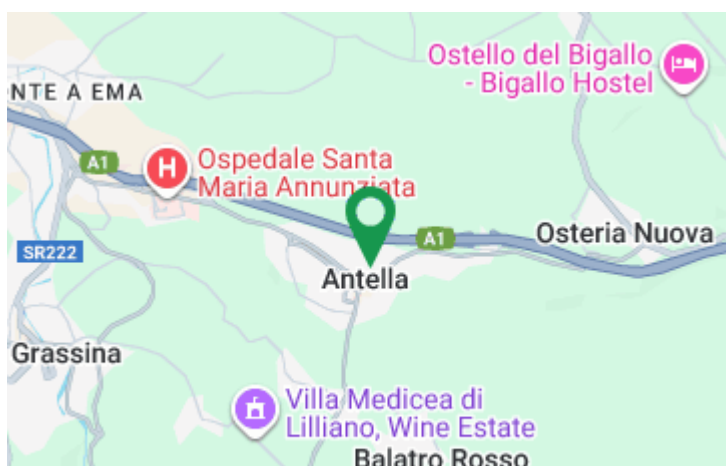 Ostello del Bigallo
- Bigallo Hostel
NTE A EMA
A1
H
Ospedale Santa
Maria Annunziata
A1
Osteria Nuova
SR222
Antella
Grassina
Villa Medicea di
Lilliano, Wine Estate
Balatro Rosso